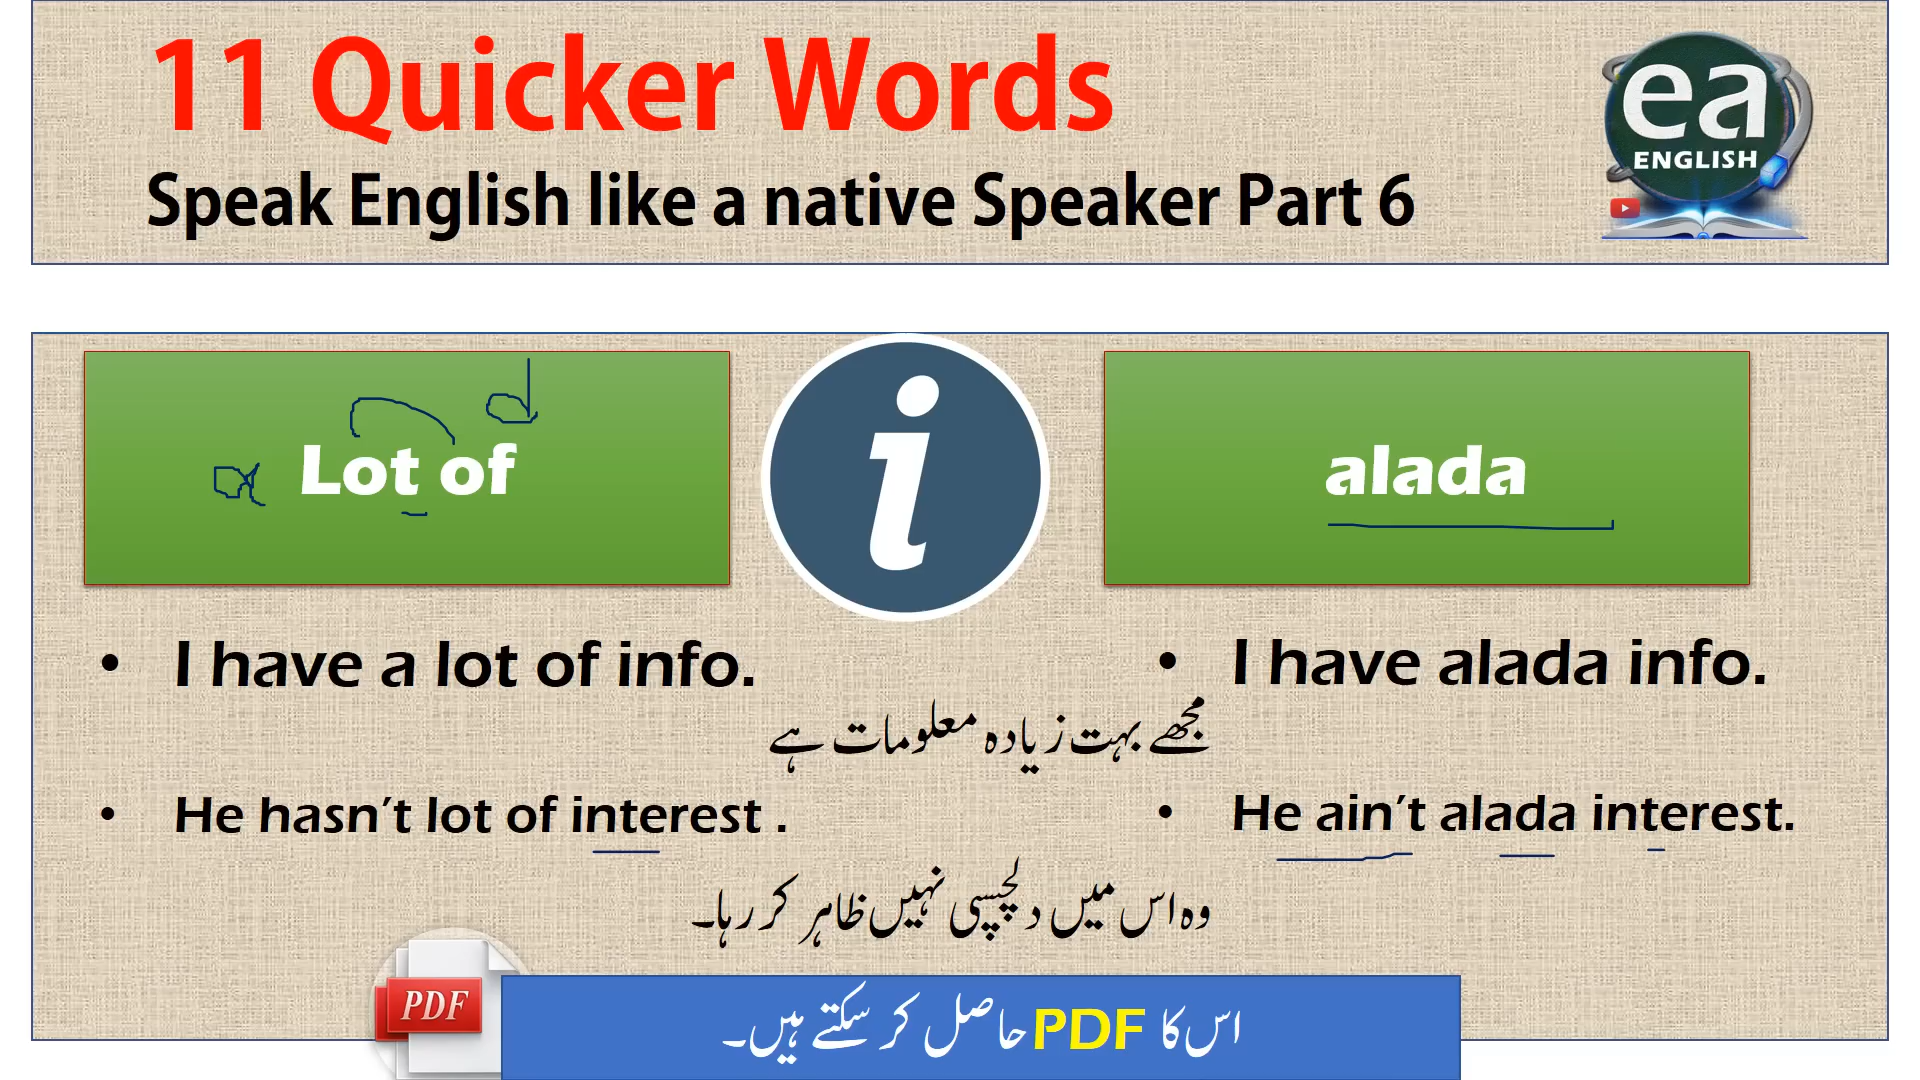 11 Quicker Words
Speak English like a native Speaker Part 6
ea
ENGLISH
d
a Lot of
i
alada
• I have a lot of info.
• I have alada info.
مجھے بہت زیادہ معلومات ہے
• He hasn’t lot of interest .
• He ain’t alada interest.
وہ اس میں دلچسپی نہیں ظاہر کر رہا۔
PDF
اس کا PDF حاصل کر سکتے ہیں۔